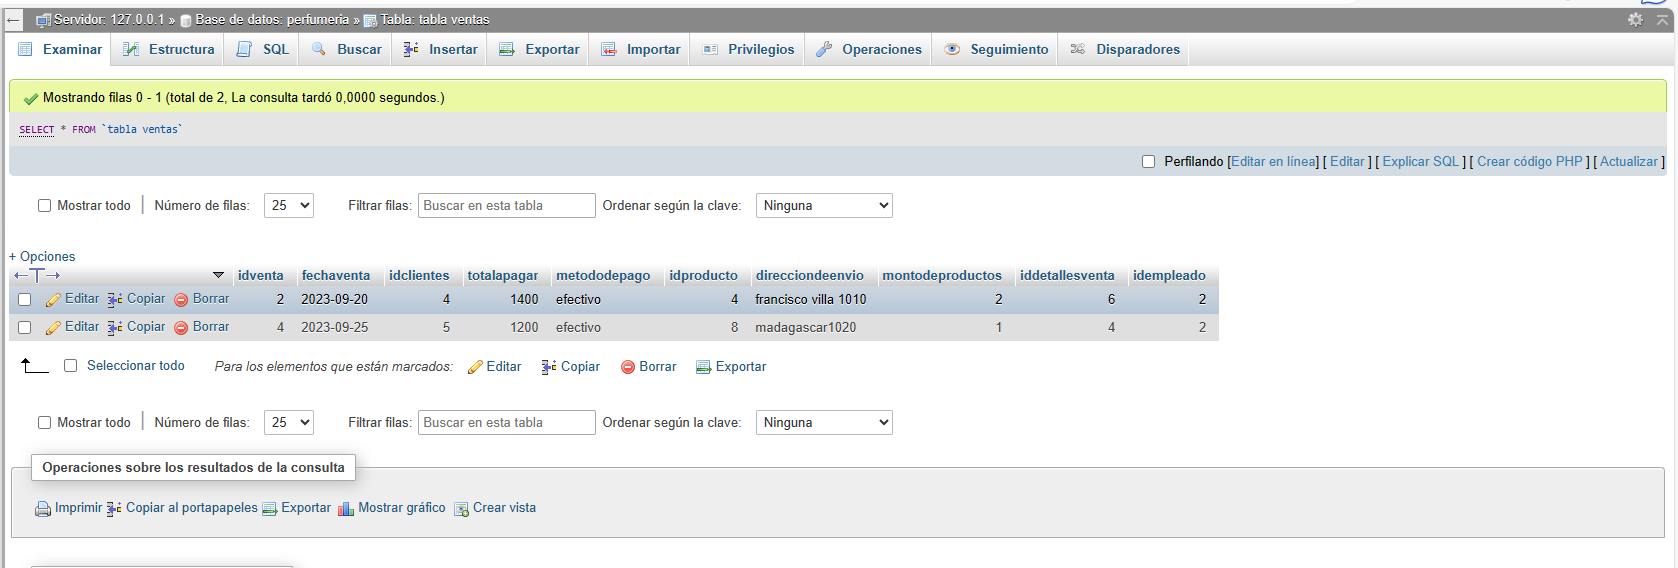 Servidor: 127.0.0.1 » Base de datos: perfumeria » Tabla: tabla ventas
Examinar Estructura SQL Buscar Insertar Exportar Importar Privilegios Operaciones Seguimiento Disparadores
Mostrando filas 0 - 1 (total de 2, La consulta tardó 0,0000 segundos.)
SELECT * FROM `tabla ventas`
Perfilando [Editar en línea] [ Editar ] [ Explicar SQL ] [ Crear código PHP ] [ Actualizar ]
Mostrar todo | Número de filas: 25 Filtrar filas: Buscar en esta tabla Ordenar según la clave: Ninguna
+ Opciones
←T→ idventa fechaventa idclientes totalapagar metododepago idproducto direcciondeenvio montodeproductos iddetallesventa idempleado
Editar Copiar Borrar 2 2023-09-20 4 1400 efectivo 4 francisco villa 1010 2 6 2
Editar Copiar Borrar 4 2023-09-25 5 1200 efectivo 8 madagascar1020 1 4 2
Seleccionar todo Para los elementos que están marcados: Editar Copiar Borrar Exportar
Mostrar todo | Número de filas: 25 Filtrar filas: Buscar en esta tabla Ordenar según la clave: Ninguna
Operaciones sobre los resultados de la consulta
Imprimir Copiar al portapapeles Exportar Mostrar gráfico Crear vista